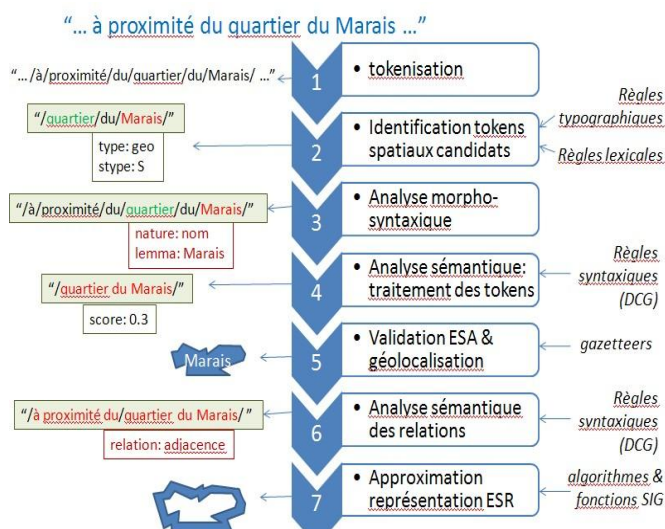 "... à proximité du quartier du Marais ..."
".../à/proximité/du/quartier/du/Marais/ ..."
1
• tokenisation
"/quartier/du/Marais/"
type: geo
stype: S
2
• Identification tokens
spatiaux candidats
Règles
typographiques
Règles lexicales
"/à/proximité/du/quartier/du/Marais/"
nature: nom
lemma: Marais
3
• Analyse morpho-
syntaxique
"/quartier du Marais/"
score: 0.3
4
• Analyse sémantique:
traitement des tokens
Règles
syntaxiques
(DCG)
Marais
5
• Validation ESA &
géolocalisation
gazetteers
"/à proximité du/quartier du Marais/ "
relation: adjacence
6
• Analyse sémantique
des relations
Règles
syntaxiques
(DCG)
7
• Approximation
représentation ESR
algorithmes &
fonctions SIG